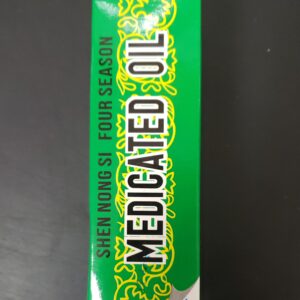 SHEN NONG SI FOUR SEASON
MEDICATED OIL